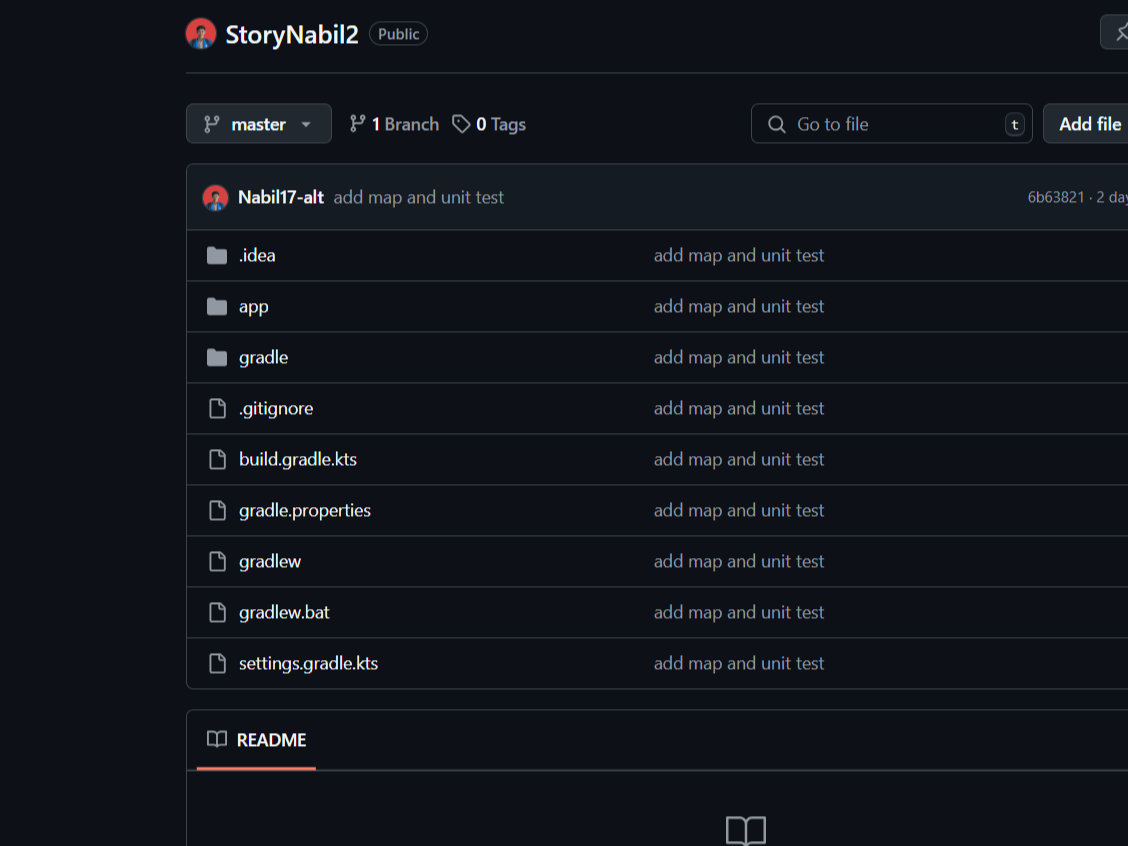 StoryNabil2 Public
master 1 Branch 0 Tags Go to file t Add file
Nabil17-alt add map and unit test 6b63821 · 2 day
.idea add map and unit test
app add map and unit test
gradle add map and unit test
.gitignore add map and unit test
build.gradle.kts add map and unit test
gradle.properties add map and unit test
gradlew add map and unit test
gradlew.bat add map and unit test
settings.gradle.kts add map and unit test
README